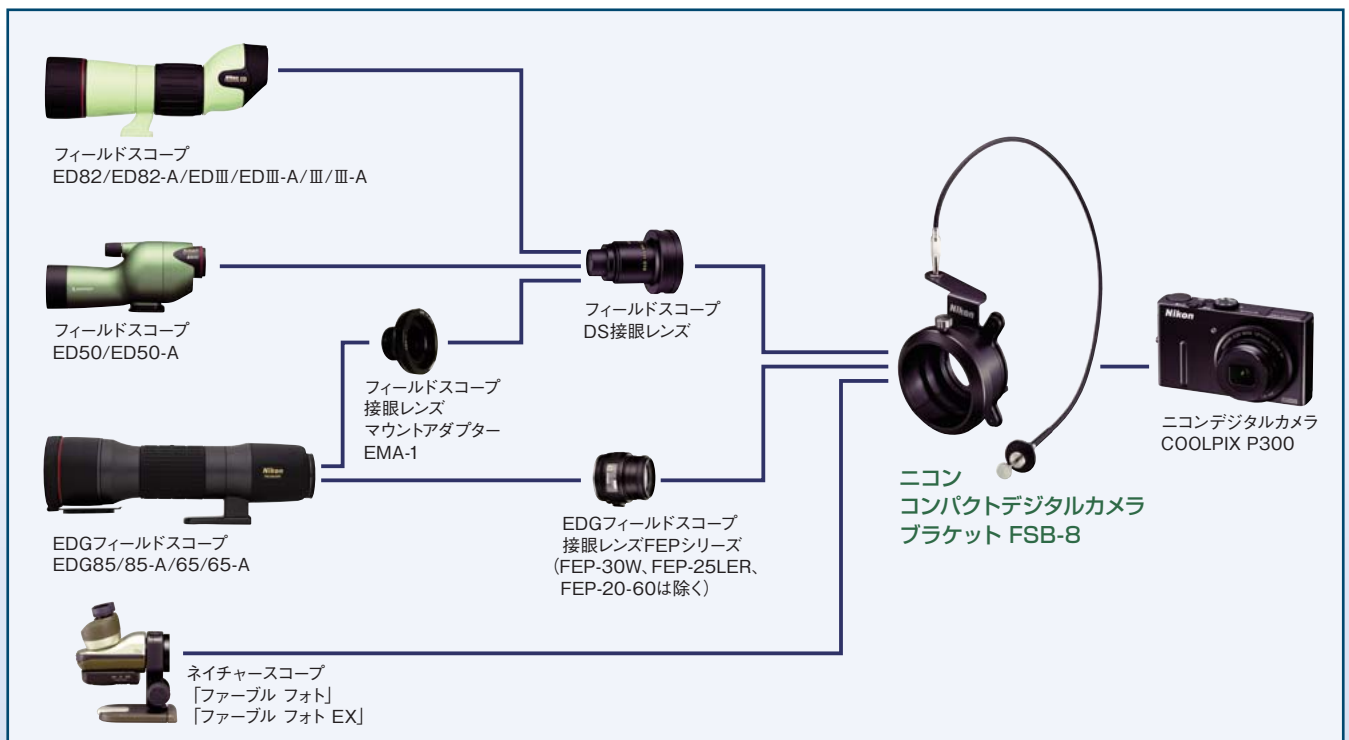 フィールドスコープ
ED82/ED82-A/EDⅢ/EDⅢ-A/Ⅲ/Ⅲ-A
フィールドスコープ
ED50/ED50-A
フィールドスコープ
接眼レンズ
マウントアダプター
EMA-1
フィールドスコープ
DS接眼レンズ
Nikon
EDGフィールドスコープ
EDG85/85-A/65/65-A
EDGフィールドスコープ
接眼レンズFEPシリーズ
(FEP-30W、FEP-25LER、
FEP-20-60は除く)
ネイチャースコープ
「ファーブル フォト」
「ファーブル フォト EX」
Nikon
ニコン
コンパクトデジタルカメラ
ブラケット FSB-8
Nikon
ニコンデジタルカメラ
COOLPIX P300